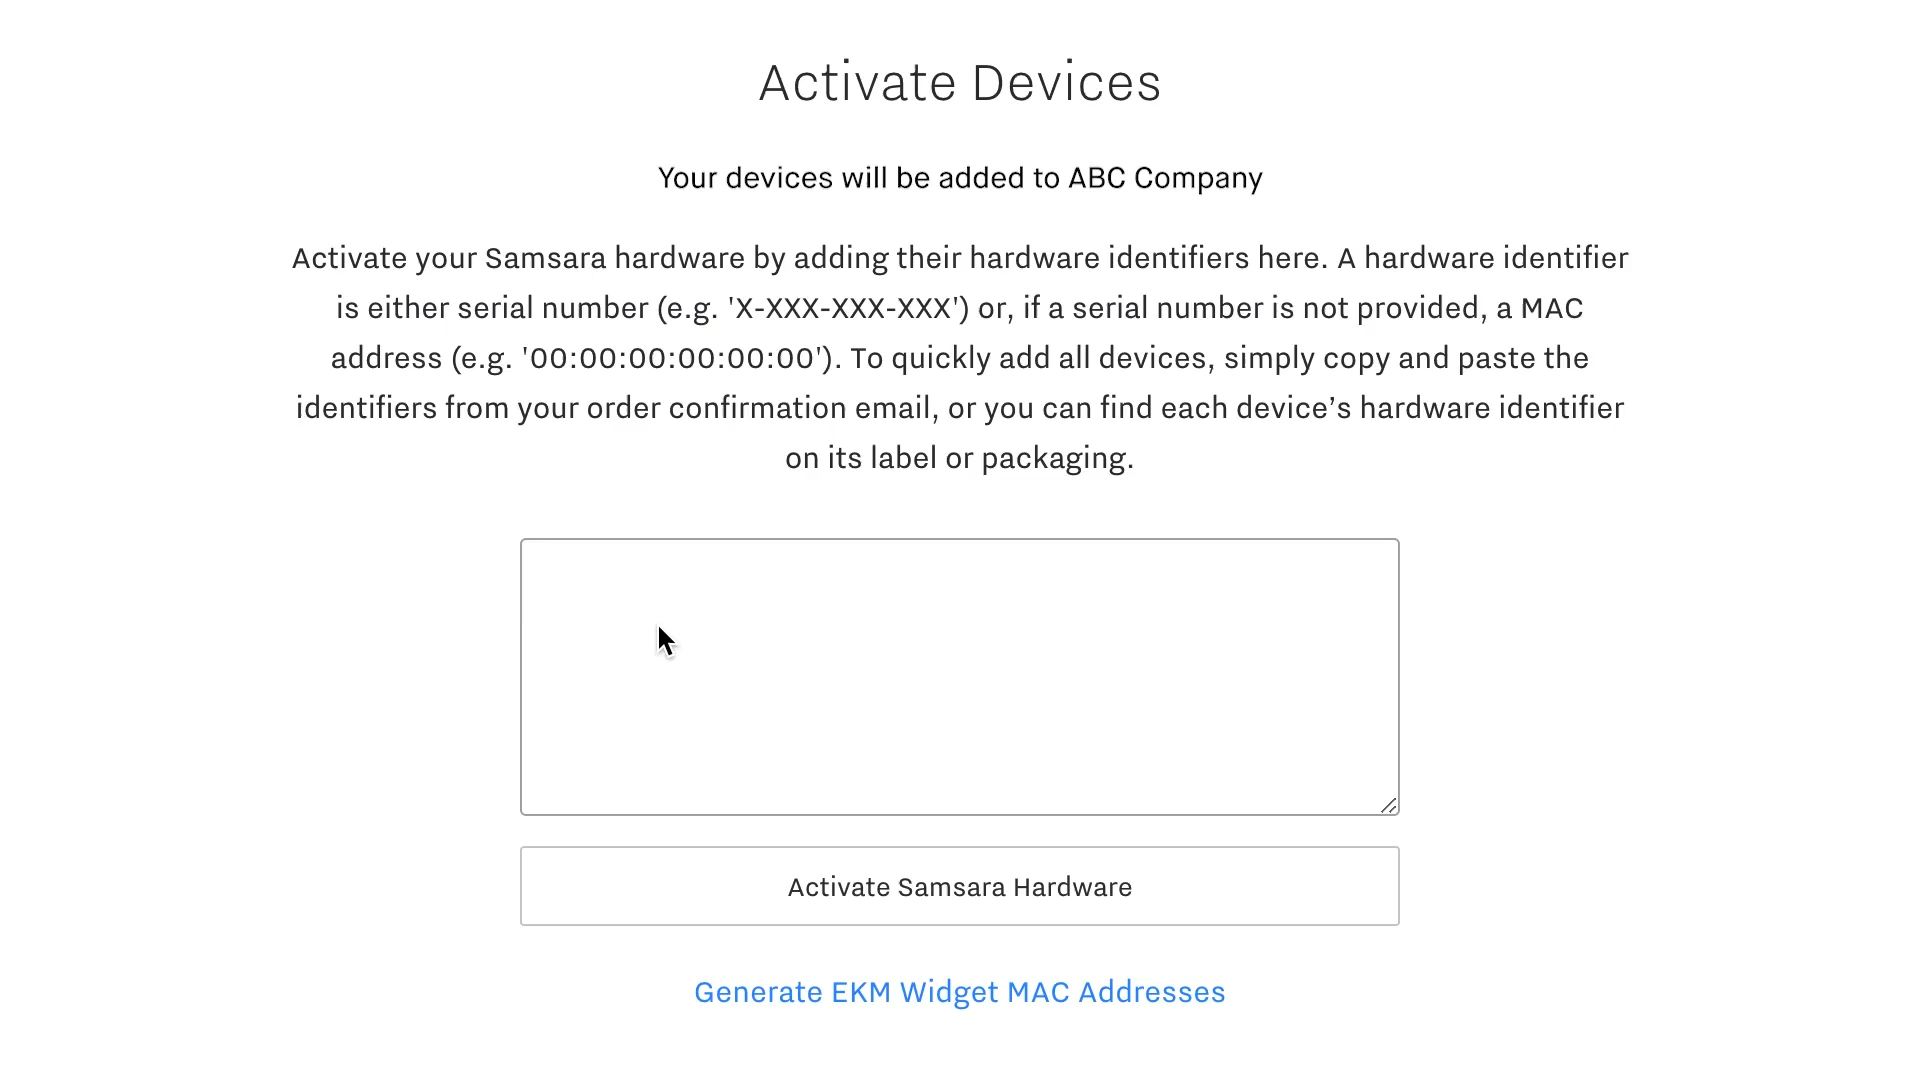 Activate Devices
Your devices will be added to ABC Company
Activate your Samsara hardware by adding their hardware identifiers here. A hardware identifier
is either serial number (e.g. 'X-XXX-XXX-XXX') or, if a serial number is not provided, a MAC
address (e.g. '00:00:00:00:00:00'). To quickly add all devices, simply copy and paste the
identifiers from your order confirmation email, or you can find each device’s hardware identifier
on its label or packaging.
Activate Samsara Hardware
Generate EKM Widget MAC Addresses